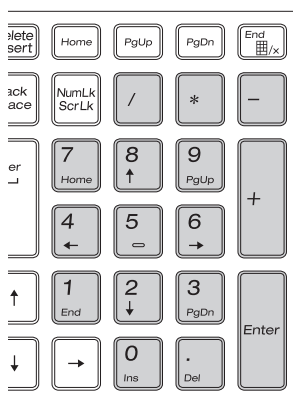 elete
sert
Home
PgUp
PgDn
End
/x
ack
ace
NumLk
ScrLk
/
*
-
er
7
Home
8
↑
9
PgUp
+
4
←
5
6
→
↑
1
End
2
↓
3
PgDn
Enter
↓
→
0
Ins
.
Del